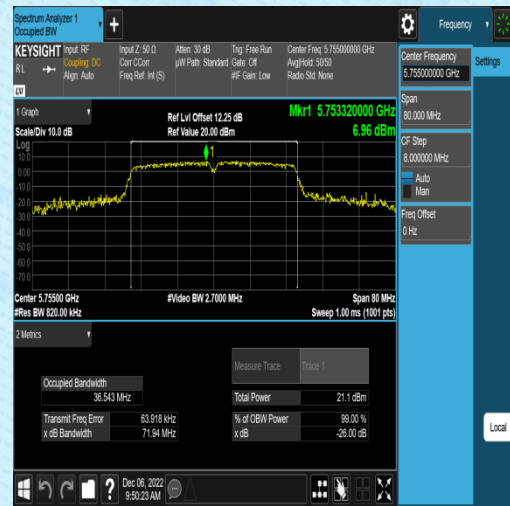 Spectrum Analyzer 1
Occupied BW
+
Frequency
KEYSIGHT
RL
Align: Auto
Input: RF
Coupling: DC
Input Z: 50 Ω
Corr CCorr
Freq Ref: Int (S)
Atten: 30 dB
µW Path: Standard
Trig: Free Run
Gate: Off
#IF Gain: Low
Center Freq: 5.755000000 GHz
Avg|Hold: 50/50
Radio Std: None
LXI
Center Frequency
5.755000000 GHz
Settings
Span
80.000 MHz
CF Step
8.000000 MHz
Auto
Man
Freq Offset
0 Hz
1 Graph
Scale/Div 10.0 dB
Ref Lvl Offset 12.25 dB
Ref Value 20.00 dBm
Mkr1 5.753320000 GHz
6.96 dBm
Log
10.0
0.00
-10.0
-20.0
-30.0
-40.0
-50.0
-60.0
-70.0
1
Center 5.75500 GHz
#Res BW 820.00 kHz
#Video BW 2.7000 MHz
Span 80 MHz
Sweep 1.00 ms (1001 pts)
2 Metrics
Measure Trace
Trace 1
Occupied Bandwidth
36.543 MHz
Total Power
21.1 dBm
Transmit Freq Error
63.918 kHz
% of OBW Power
99.00 %
x dB Bandwidth
71.94 MHz
x dB
-26.00 dB
Local
?
Dec 06, 2022
9:50:23 AM